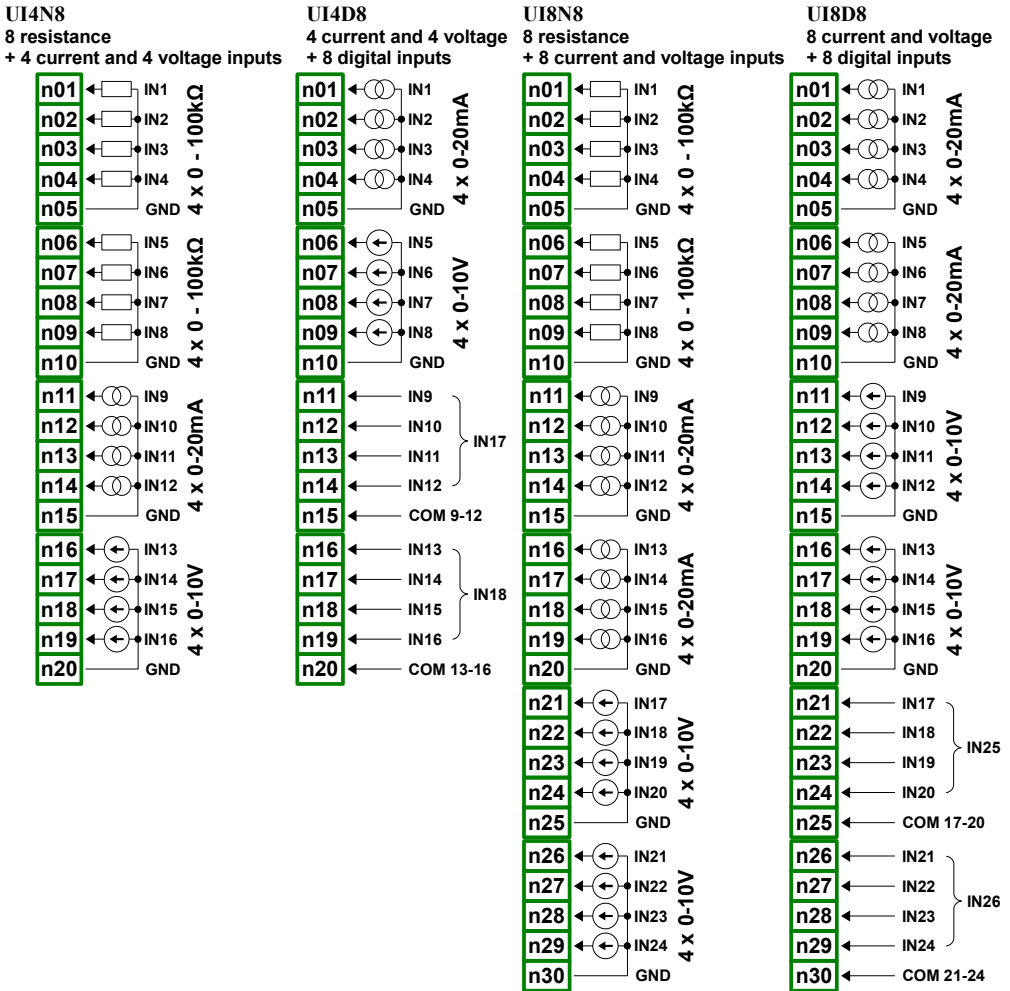 UI4N8
8 resistance
+ 4 current and 4 voltage inputs
n01 IN1
n02 IN2
n03 IN3
n04 IN4
n05 GND
4 x 0 - 100kΩ
n06 IN5
n07 IN6
n08 IN7
n09 IN8
n10 GND
4 x 0 - 100kΩ
n11 IN9
n12 IN10
n13 IN11
n14 IN12
n15 GND
4 x 0-20mA
n16 IN13
n17 IN14
n18 IN15
n19 IN16
n20 GND
4 x 0-10V
UI4D8
4 current and 4 voltage
+ 8 digital inputs
n01 IN1
n02 IN2
n03 IN3
n04 IN4
n05 GND
4 x 0-20mA
n06 IN5
n07 IN6
n08 IN7
n09 IN8
n10 GND
4 x 0-10V
n11 IN9
n12 IN10
n13 IN11
n14 IN12
IN17
n15 COM 9-12
n16 IN13
n17 IN14
n18 IN15
n19 IN16
IN18
n20 COM 13-16
UI8N8
8 resistance
+ 8 current and voltage inputs
n01 IN1
n02 IN2
n03 IN3
n04 IN4
n05 GND
4 x 0 - 100kΩ
n06 IN5
n07 IN6
n08 IN7
n09 IN8
n10 GND
4 x 0 - 100kΩ
n11 IN9
n12 IN10
n13 IN11
n14 IN12
n15 GND
4 x 0-20mA
n16 IN13
n17 IN14
n18 IN15
n19 IN16
n20 GND
4 x 0-20mA
n21 IN17
n22 IN18
n23 IN19
n24 IN20
n25 GND
4 x 0-10V
n26 IN21
n27 IN22
n28 IN23
n29 IN24
n30 GND
4 x 0-10V
UI8D8
8 current and voltage
+ 8 digital inputs
n01 IN1
n02 IN2
n03 IN3
n04 IN4
n05 GND
4 x 0-20mA
n06 IN5
n07 IN6
n08 IN7
n09 IN8
n10 GND
4 x 0-20mA
n11 IN9
n12 IN10
n13 IN11
n14 IN12
n15 GND
4 x 0-10V
n16 IN13
n17 IN14
n18 IN15
n19 IN16
n20 GND
4 x 0-10V
n21 IN17
n22 IN18
n23 IN19
n24 IN20
IN25
n25 COM 17-20
n26 IN21
n27 IN22
n28 IN23
n29 IN24
IN26
n30 COM 21-24